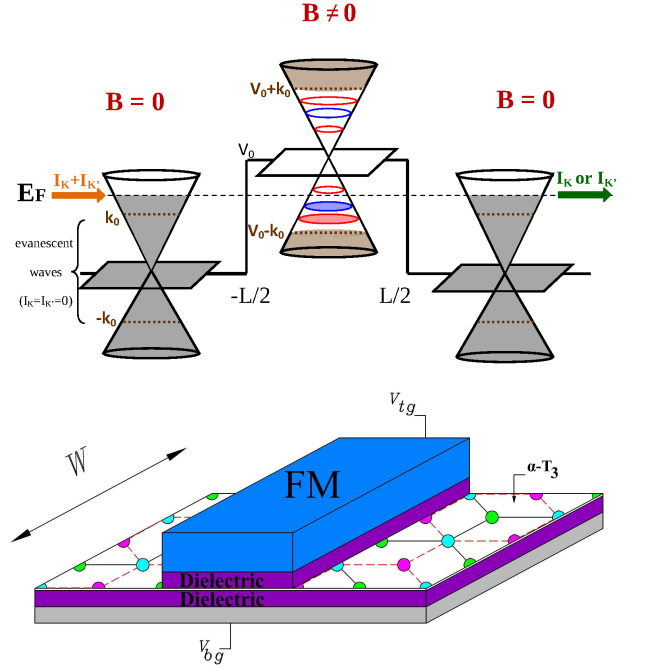 B ≠ 0
B = 0
B = 0
V₀+k₀
V₀
E_F
I_K+I_K'
I_K or I_K'
k₀
evanescent
waves
(I_K=I_K'=0)
V₀-k₀
-k₀
-L/2
L/2
V_tg
W
FM
α-T₃
Dielectric
Dielectric
V_bg